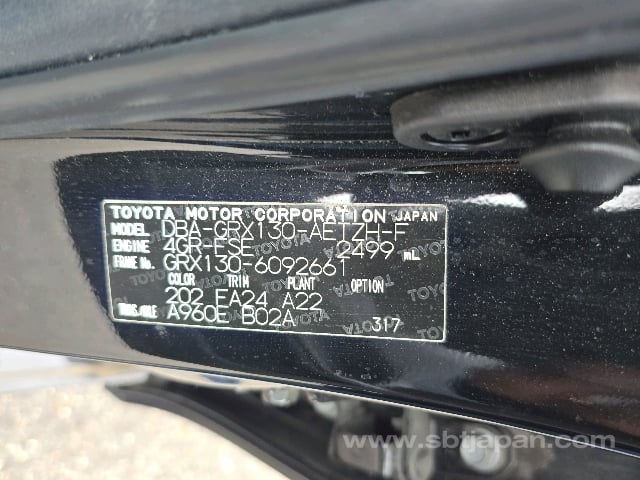 TOYOTA MOTOR CORPORATION JAPAN
MODEL DBA-GRX130-AETZH-F
ENGINE 4GR-FSE 2499 mL
FRAME No. GRX130-6092661
COLOR TRIM PLANT OPTION
202 FA24 A22
TRANS/AXLE A960E B02A 317
www.sbtjapan.com